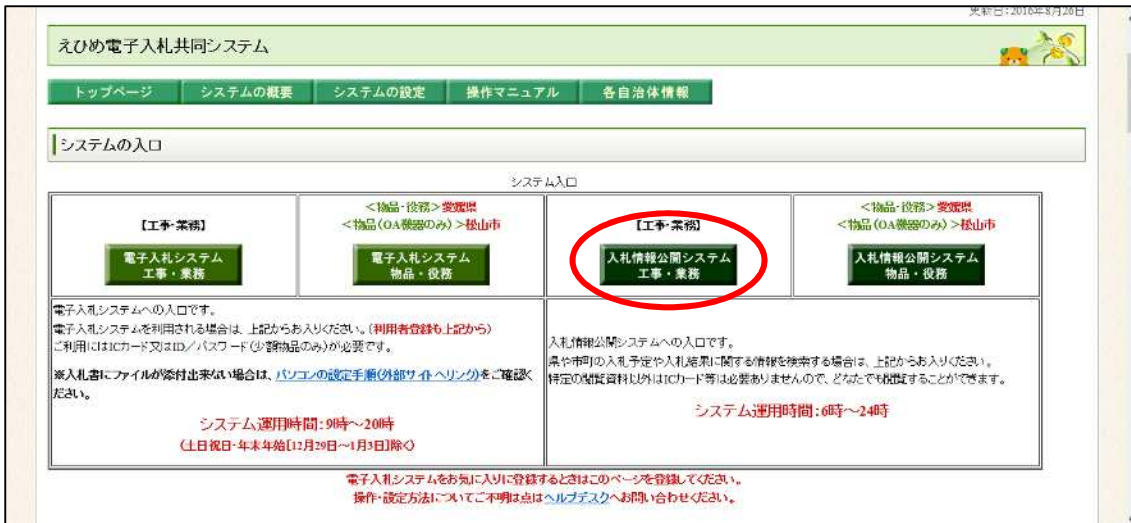 更新日:2016年8月26日
えひめ電子入札共同システム
トップページ システムの概要 システムの設定 操作マニュアル 各自治体情報
システムの入口
システム入口
【工事・業務】
電子入札システム
工事・業務
<物品・役務>愛媛県
<物品(OA機器のみ)>松山市
電子入札システム
物品・役務
【工事・業務】
入札情報公開システム
工事・業務
<物品・役務>愛媛県
<物品(OA機器のみ)>松山市
入札情報公開システム
物品・役務
電子入札システムへの入口です。
電子入札システムを利用される場合は、上記からお入りください。(利用者登録も上記から)
ご利用にはICカード又はID/パスワード(少額物品のみ)が必要です。
※入札書にファイルが添付出来ない場合は、パソコンの設定手順(外部サイトへリンク)をご確認く
ださい。
システム運用時間:9時～20時
(土日祝日・年末年始[12月29日～1月3日]除く)
入札情報公開システムへの入口です。
県や市町の入札予定や入札結果に関する情報を検索する場合は、上記からお入りください。
特定の閲覧資料以外はICカード等は必要ありませんので、どなたでも閲覧することができます。
システム運用時間:6時～24時
電子入札システムをお気に入りに登録するときはこのページを登録してください。
操作・設定方法についてご不明な点はヘルプデスクへお問い合わせください。